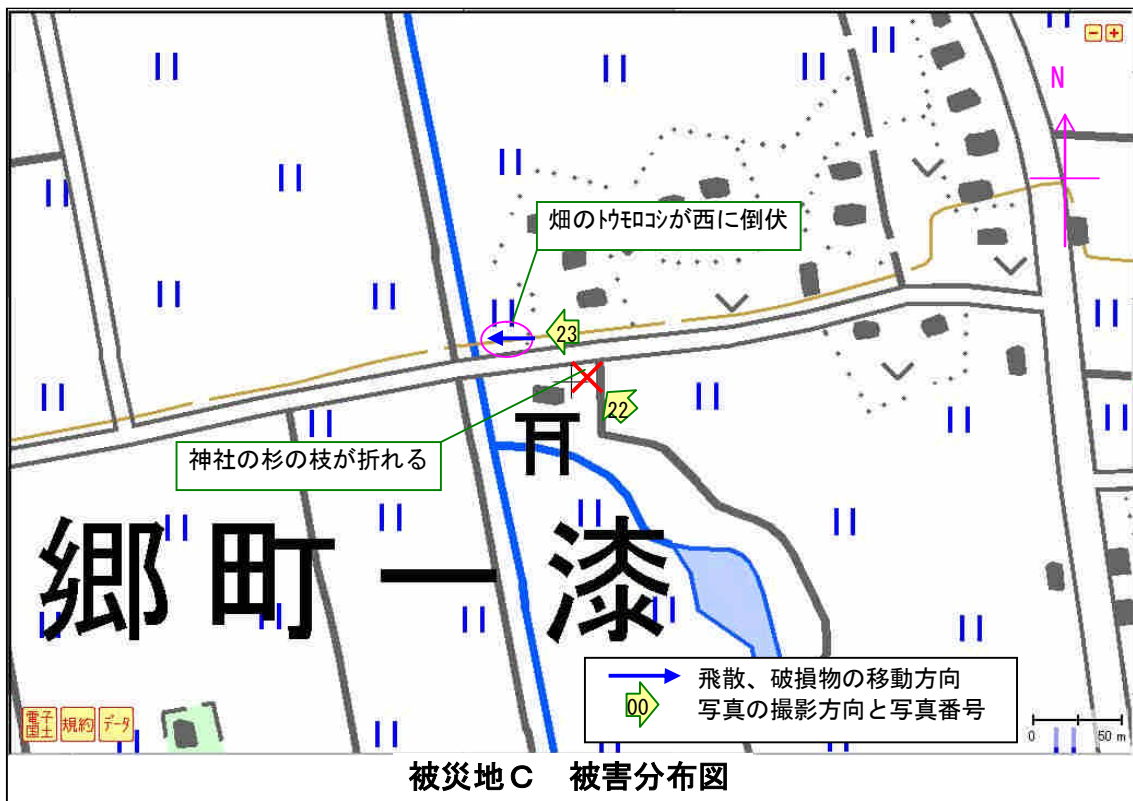 N
畑のﾄｳﾓﾛｺｼが西に倒伏
23
22
神社の杉の枝が折れる
郷町一漆
飛散、破損物の移動方向
00
写真の撮影方向と写真番号
電子国土
規約
データ
0 50 m
被災地C 被害分布図